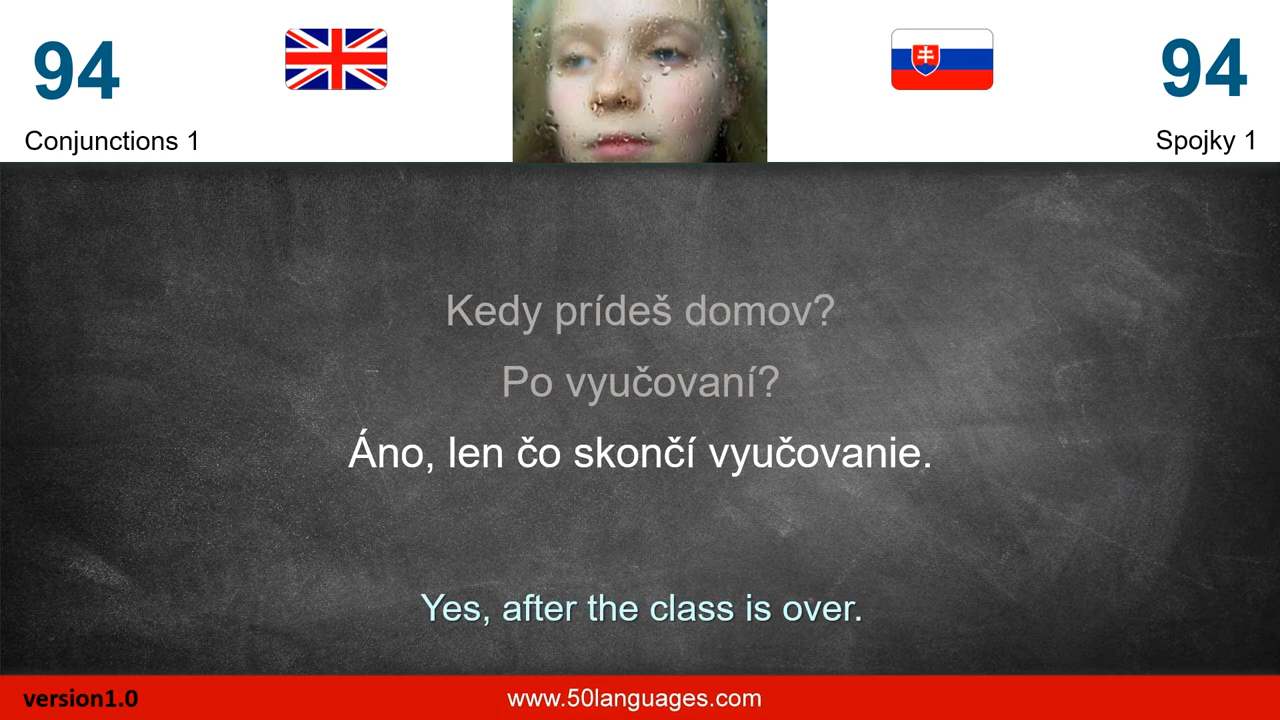 94
94
Conjunctions 1
Spojky 1
Kedy prídeš domov?
Po vyučovaní?
Áno, len čo skončí vyučovanie.
Yes, after the class is over.
version1.0
www.50languages.com